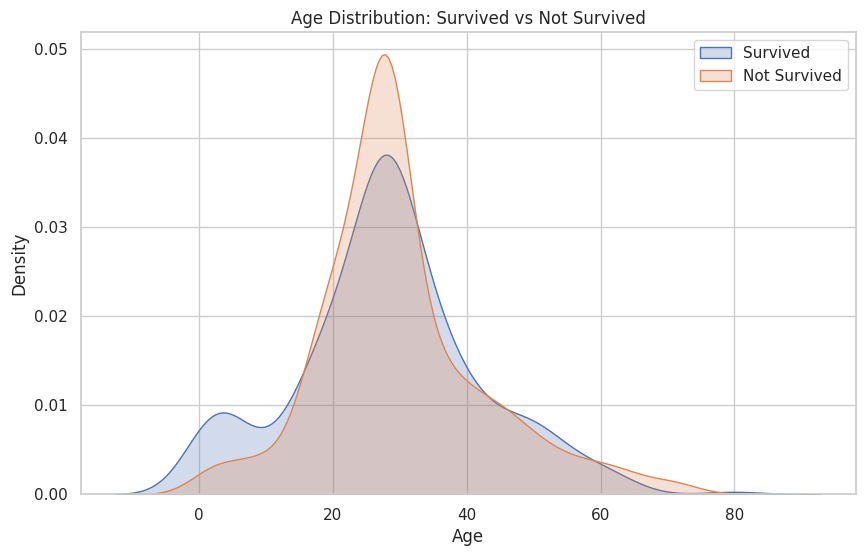 Age Distribution: Survived vs Not Survived
Survived
Not Survived
0.05
0.04
0.03
0.02
0.01
0.00
Density
0
20
40
60
80
Age